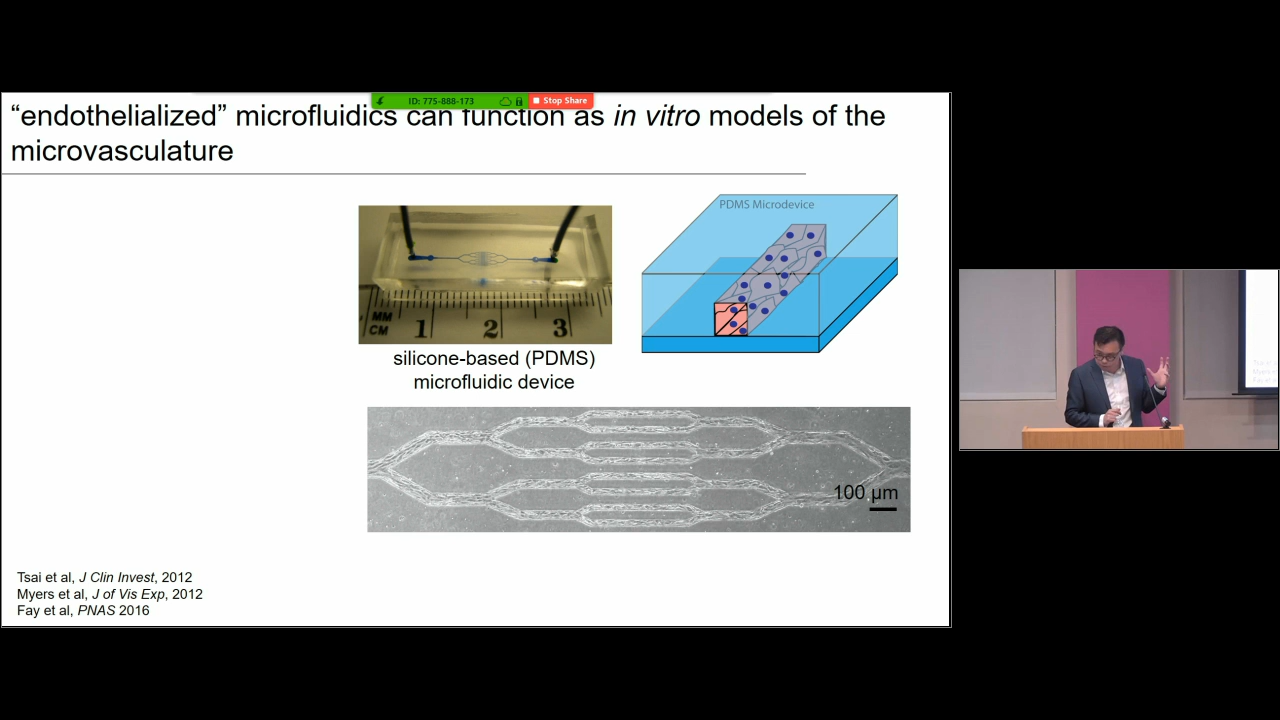 ID: 775-888-173
Stop Share
“endothelialized” microfluidics can function as in vitro models of the
microvasculature
PDMS Microdevice
MM
CM
1
2
3
silicone-based (PDMS)
microfluidic device
100 µm
Tsai et al, J Clin Invest, 2012
Myers et al, J of Vis Exp, 2012
Fay et al, PNAS 2016